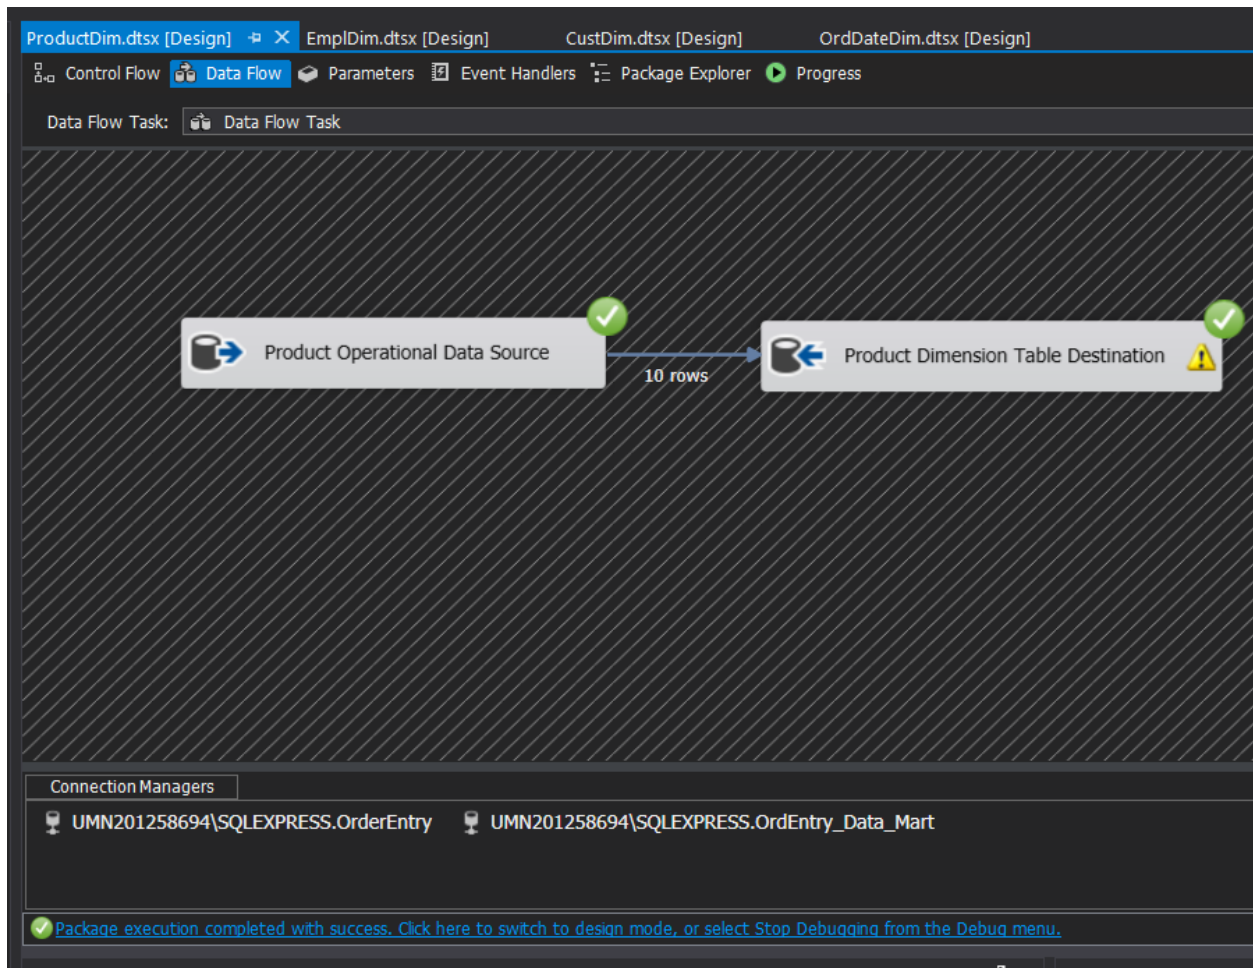 ProductDim.dtsx [Design] EmplDim.dtsx [Design] CustDim.dtsx [Design] OrdDateDim.dtsx [Design]
Control Flow Data Flow Parameters Event Handlers Package Explorer Progress
Data Flow Task: Data Flow Task
Product Operational Data Source
10 rows
Product Dimension Table Destination
Connection Managers
UMN201258694\SQLEXPRESS.OrderEntry UMN201258694\SQLEXPRESS.OrdEntry_Data_Mart
Package execution completed with success. Click here to switch to design mode, or select Stop Debugging from the Debug menu.